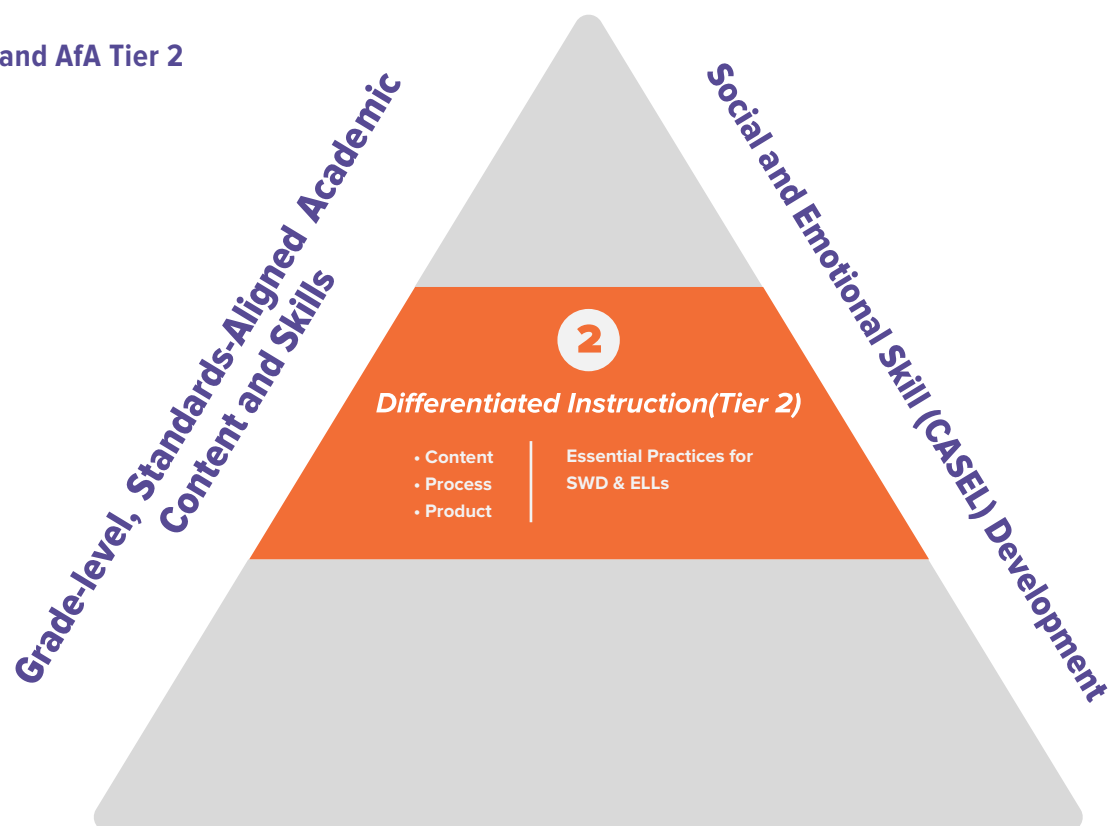 and AfA Tier 2
Grade-level, Standards-Aligned Academic
Content and Skills
Social and Emotional Skill (CASEL) Development
2
Differentiated Instruction(Tier 2)
• Content
• Process
• Product
Essential Practices for
SWD & ELLs